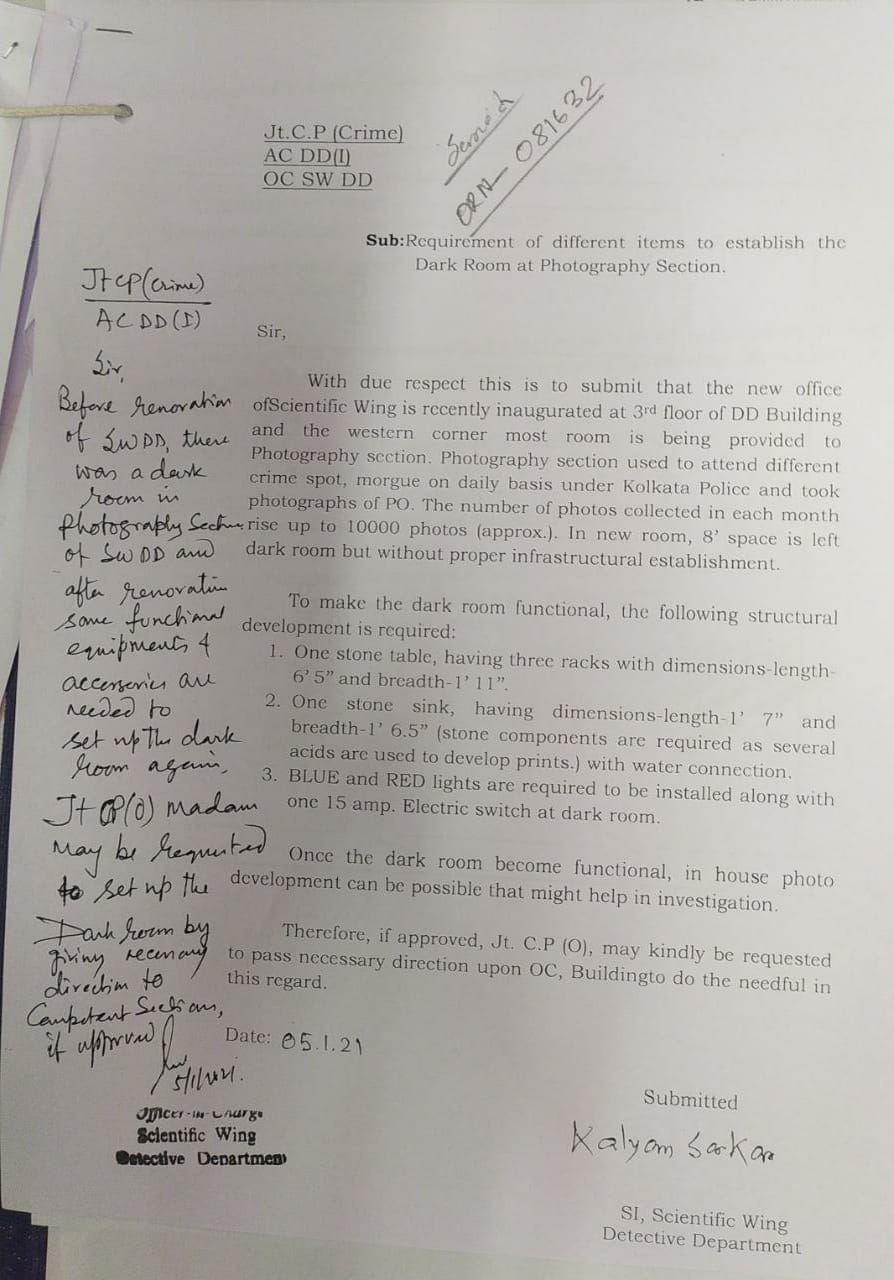 Jt.C.P (Crime)
AC DD(I)
OC SW DD
ORN- 081632
Sub:Requirement of different items to establish the
Dark Room at Photography Section.
Sir,
With due respect this is to submit that the new office
ofScientific Wing is recently inaugurated at 3rd floor of DD Building
and the western corner most room is being provided to
Photography section. Photography section used to attend different
crime spot, morgue on daily basis under Kolkata Police and took
photographs of PO. The number of photos collected in each month
rise up to 10000 photos (approx.). In new room, 8’ space is left
dark room but without proper infrastructural establishment.
To make the dark room functional, the following structural
development is required:
1. One stone table, having three racks with dimensions-length-
6’ 5” and breadth-1’ 11”.
2. One stone sink, having dimensions-length-1’ 7” and
breadth-1’ 6.5” (stone components are required as several
acids are used to develop prints.) with water connection.
3. BLUE and RED lights are required to be installed along with
one 15 amp. Electric switch at dark room.
Once the dark room become functional, in house photo
development can be possible that might help in investigation.
Therefore, if approved, Jt. C.P (O), may kindly be requested
to pass necessary direction upon OC, Buildingto do the needful in
this regard.
Date: 05.1.21
Submitted
Kalyan Sarkar
SI, Scientific Wing
Detective Department
Jt CP (Crime)
AC DD (I)
Sir,
Before renovation
of SWDD, there
was a dark
room in
Photography Section
of SWDD and
after renovation
some functional
equipments &
accessories are
needed to
set up the dark
room again.
Jt CP(O) Madam
may be requested
to set up the
Dark room by
giving necessary
direction to
Competent Sections,
if approved
5/1/2021.
Officer-in-Charge
Scientific Wing
Detective Department